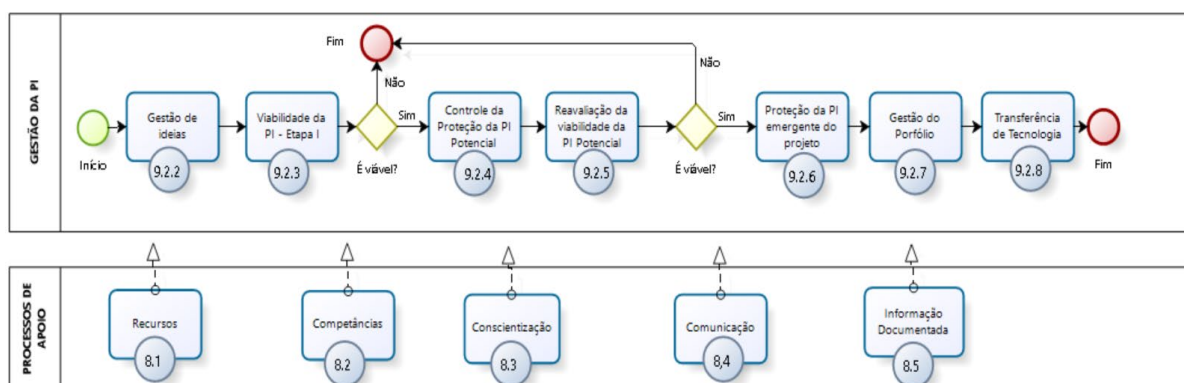 GESTÃO DA PI
Início
Gestão de
ideias
9.2.2
Viabilidade da
PI - Etapa I
9.2.3
Fim
Não
É viável?
Sim
Controle da
Proteção da PI
Potencial
9.2.4
Reavaliação da
viabilidade da
PI Potencial
9.2.5
Não
É viável?
Sim
Proteção da PI
emergente do
projeto
9.2.6
Gestão do
Porfólio
9.2.7
Transferência
de Tecnologia
9.2.8
Fim
PROCESSOS DE
APOIO
Recursos
8.1
Competâncias
8.2
Conscientização
8.3
Comunicação
8,4
Informação
Documentada
8.5